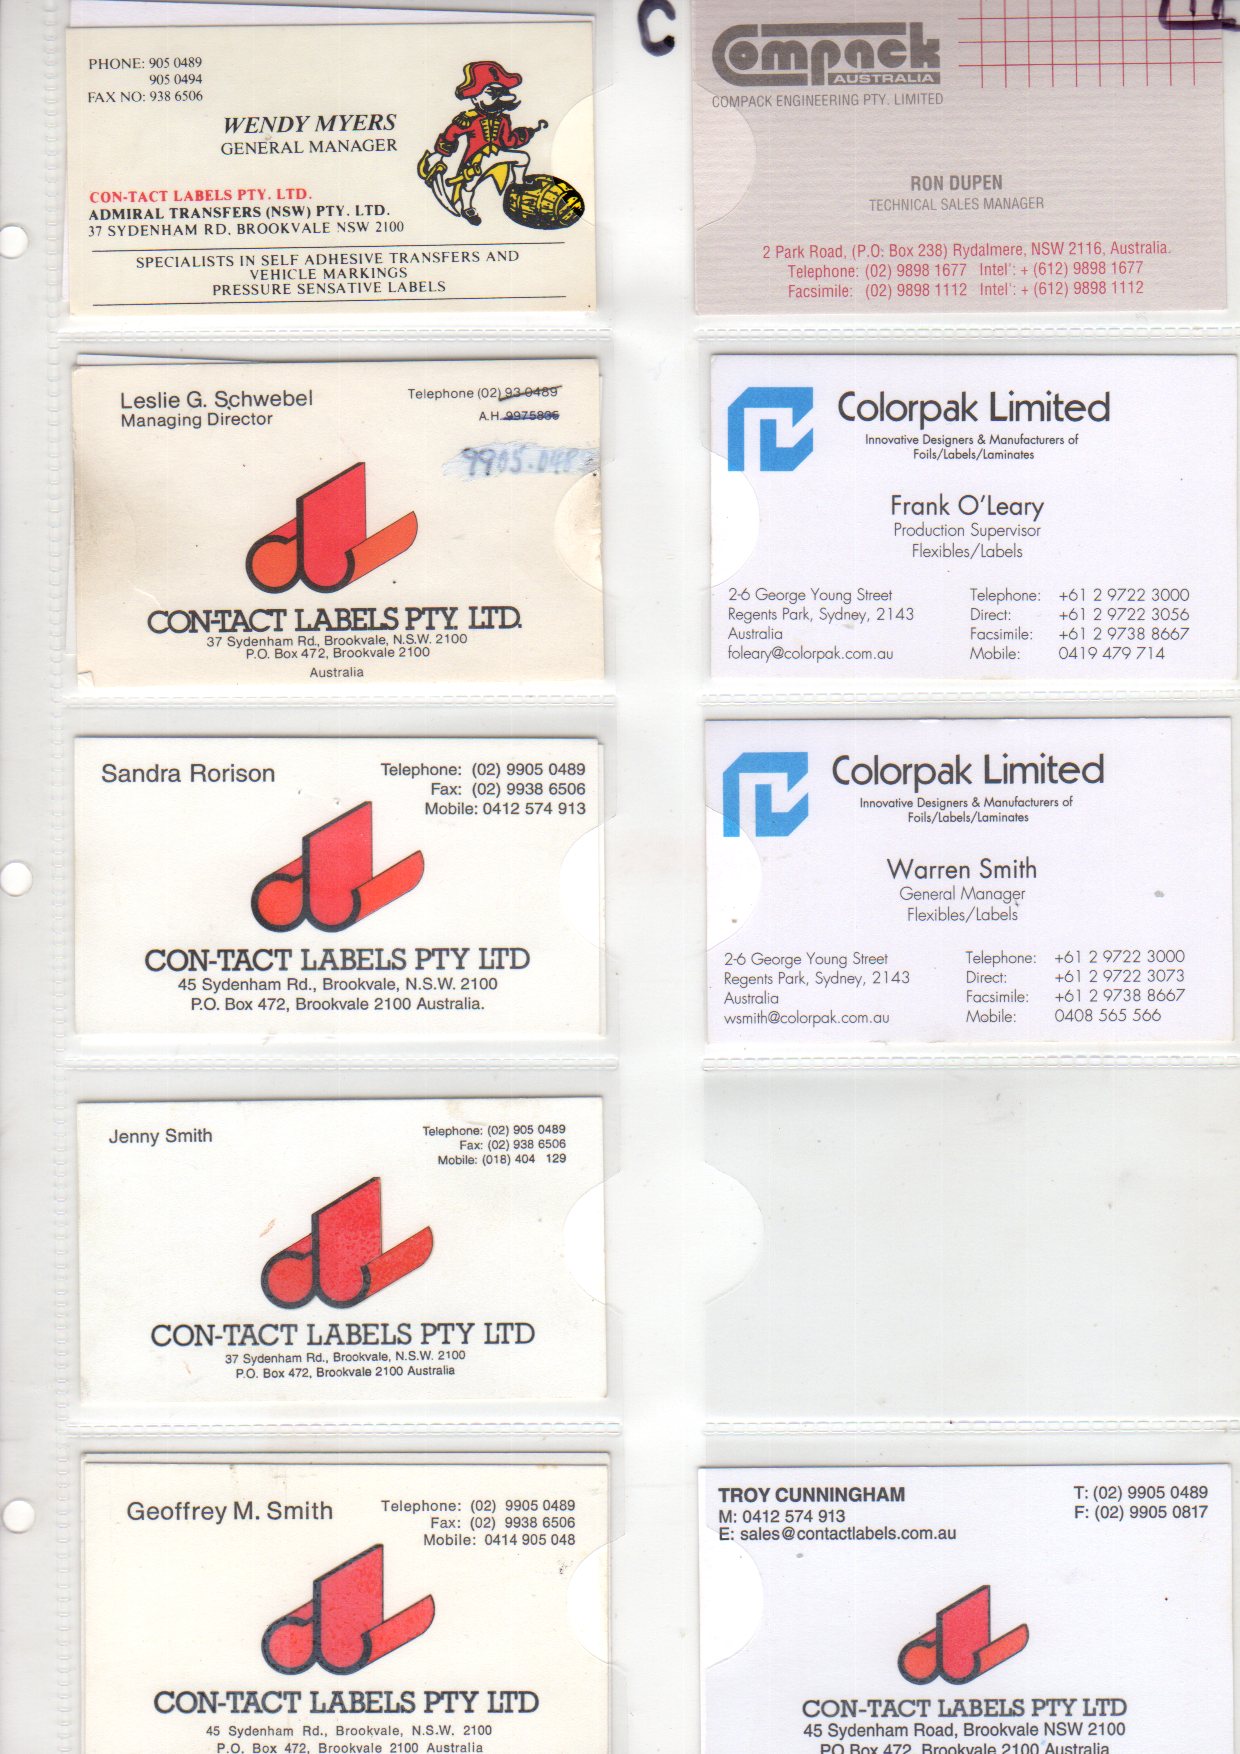 PHONE: 905 0489
905 0494
FAX NO: 938 6506
WENDY MYERS
GENERAL MANAGER
CON-TACT LABELS PTY. LTD.
ADMIRAL TRANSFERS (NSW) PTY. LTD.
37 SYDENHAM RD. BROOKVALE NSW 2100
SPECIALISTS IN SELF ADHESIVE TRANSFERS AND
VEHICLE MARKINGS
PRESSURE SENSATIVE LABELS
C
Compack
AUSTRALIA
COMPACK ENGINEERING PTY. LIMITED
RON DUPEN
TECHNICAL SALES MANAGER
2 Park Road, (P.O: Box 238) Rydalmere, NSW 2116, Australia.
Telephone: (02) 9898 1677 Intel': + (612) 9898 1677
Facsimile: (02) 9898 1112 Intel': + (612) 9898 1112
Leslie G. Schwebel
Managing Director
Telephone (02) 93-0489
A.H. 9975835
9905.048
CON-TACT LABELS PTY. LTD.
37 Sydenham Rd., Brookvale, N.S.W. 2100
P.O. Box 472, Brookvale 2100
Australia
Colorpak Limited
Innovative Designers & Manufacturers of
Foils/Labels/Laminates
Frank O'Leary
Production Supervisor
Flexibles/Labels
2-6 George Young Street
Regents Park, Sydney, 2143
Australia
foleary@colorpak.com.au
Telephone: +61 2 9722 3000
Direct: +61 2 9722 3056
Facsimile: +61 2 9738 8667
Mobile: 0419 479 714
Sandra Rorison
Telephone: (02) 9905 0489
Fax: (02) 9938 6506
Mobile: 0412 574 913
CON-TACT LABELS PTY LTD
45 Sydenham Rd., Brookvale, N.S.W. 2100
P.O. Box 472, Brookvale 2100 Australia.
Colorpak Limited
Innovative Designers & Manufacturers of
Foils/Labels/Laminates
Warren Smith
General Manager
Flexibles/Labels
2-6 George Young Street
Regents Park, Sydney, 2143
Australia
wsmith@colorpak.com.au
Telephone: +61 2 9722 3000
Direct: +61 2 9722 3073
Facsimile: +61 2 9738 8667
Mobile: 0408 565 566
Jenny Smith
Telephone: (02) 905 0489
Fax: (02) 938 6506
Mobile: (018) 404 129
CON-TACT LABELS PTY LTD
37 Sydenham Rd., Brookvale, N.S.W. 2100
P.O. Box 472, Brookvale 2100 Australia
Geoffrey M. Smith
Telephone: (02) 9905 0489
Fax: (02) 9938 6506
Mobile: 0414 905 048
CON-TACT LABELS PTY LTD
45 Sydenham Rd., Brookvale, N.S.W. 2100
P.O. Box 472, Brookvale 2100 Australia
TROY CUNNINGHAM
M: 0412 574 913
E: sales@contactlabels.com.au
T: (02) 9905 0489
F: (02) 9905 0817
CON-TACT LABELS PTY LTD
45 Sydenham Road, Brookvale NSW 2100
PO Box 472, Brookvale 2100 Australia